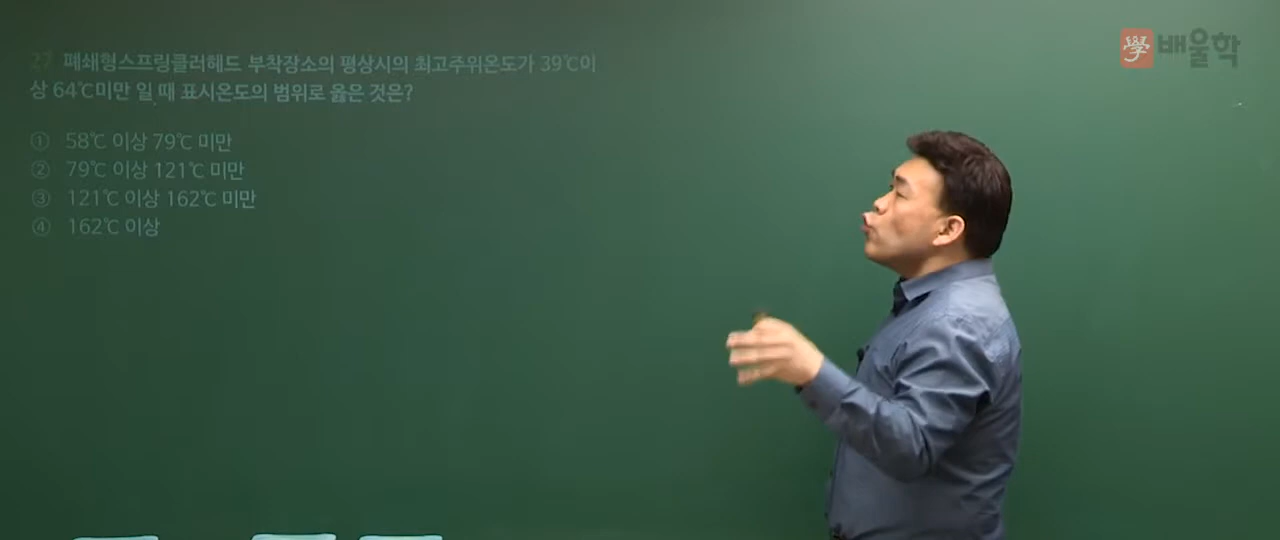 學 배울학
27 폐쇄형스프링클러헤드 부착장소의 평상시의 최고주위온도가 39℃이
상 64℃미만 일 때 표시온도의 범위로 옳은 것은?
① 58℃ 이상 79℃ 미만
② 79℃ 이상 121℃ 미만
③ 121℃ 이상 162℃ 미만
④ 162℃ 이상